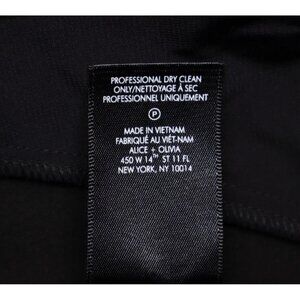 PROFESSIONAL DRY CLEAN
ONLY/NETTOYAGE À SEC
PROFESSIONNEL UNIQUEMENT
P
MADE IN VIETNAM
FABRIQUÉ AU VIÊT-NAM
ALICE + OLIVIA
450 W 14TH ST 11 FL
NEW YORK, NY 10014